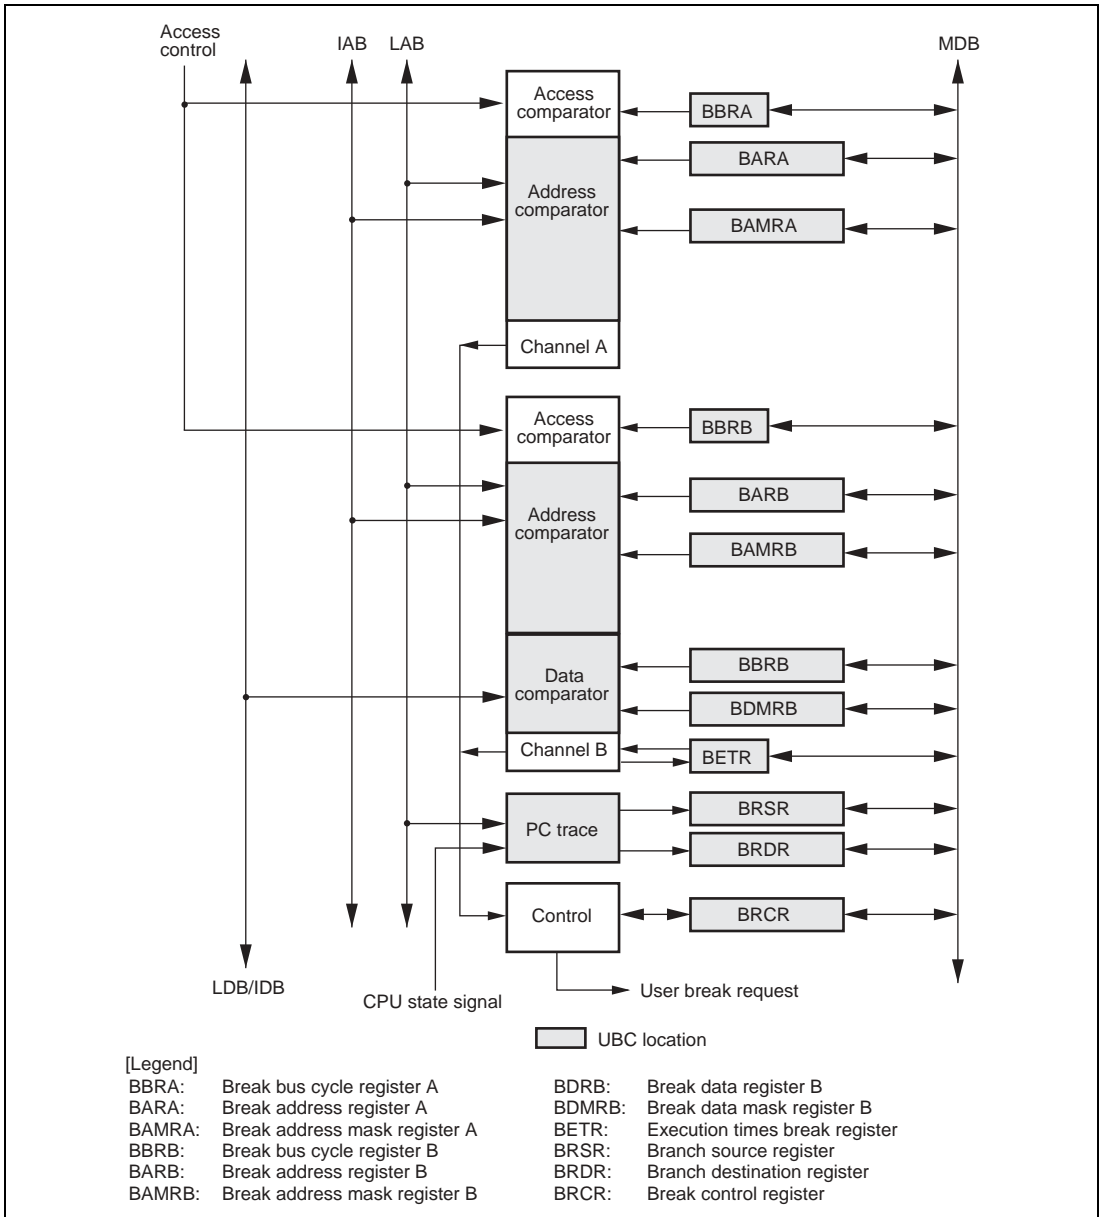 Access
control
IAB
LAB
MDB
Access
comparator
BBRA
BARA
Address
comparator
BAMRA
Channel A
Access
comparator
BBRB
BARB
Address
comparator
BAMRB
BBRB
Data
comparator
BDMRB
Channel B
BETR
BRSR
PC trace
BRDR
Control
BRCR
LDB/IDB
CPU state signal
User break request
UBC location
[Legend]
BBRA: Break bus cycle register A
BARA: Break address register A
BAMRA: Break address mask register A
BBRB: Break bus cycle register B
BARB: Break address register B
BAMRB: Break address mask register B
BDRB: Break data register B
BDMRB: Break data mask register B
BETR: Execution times break register
BRSR: Branch source register
BRDR: Branch destination register
BRCR: Break control register